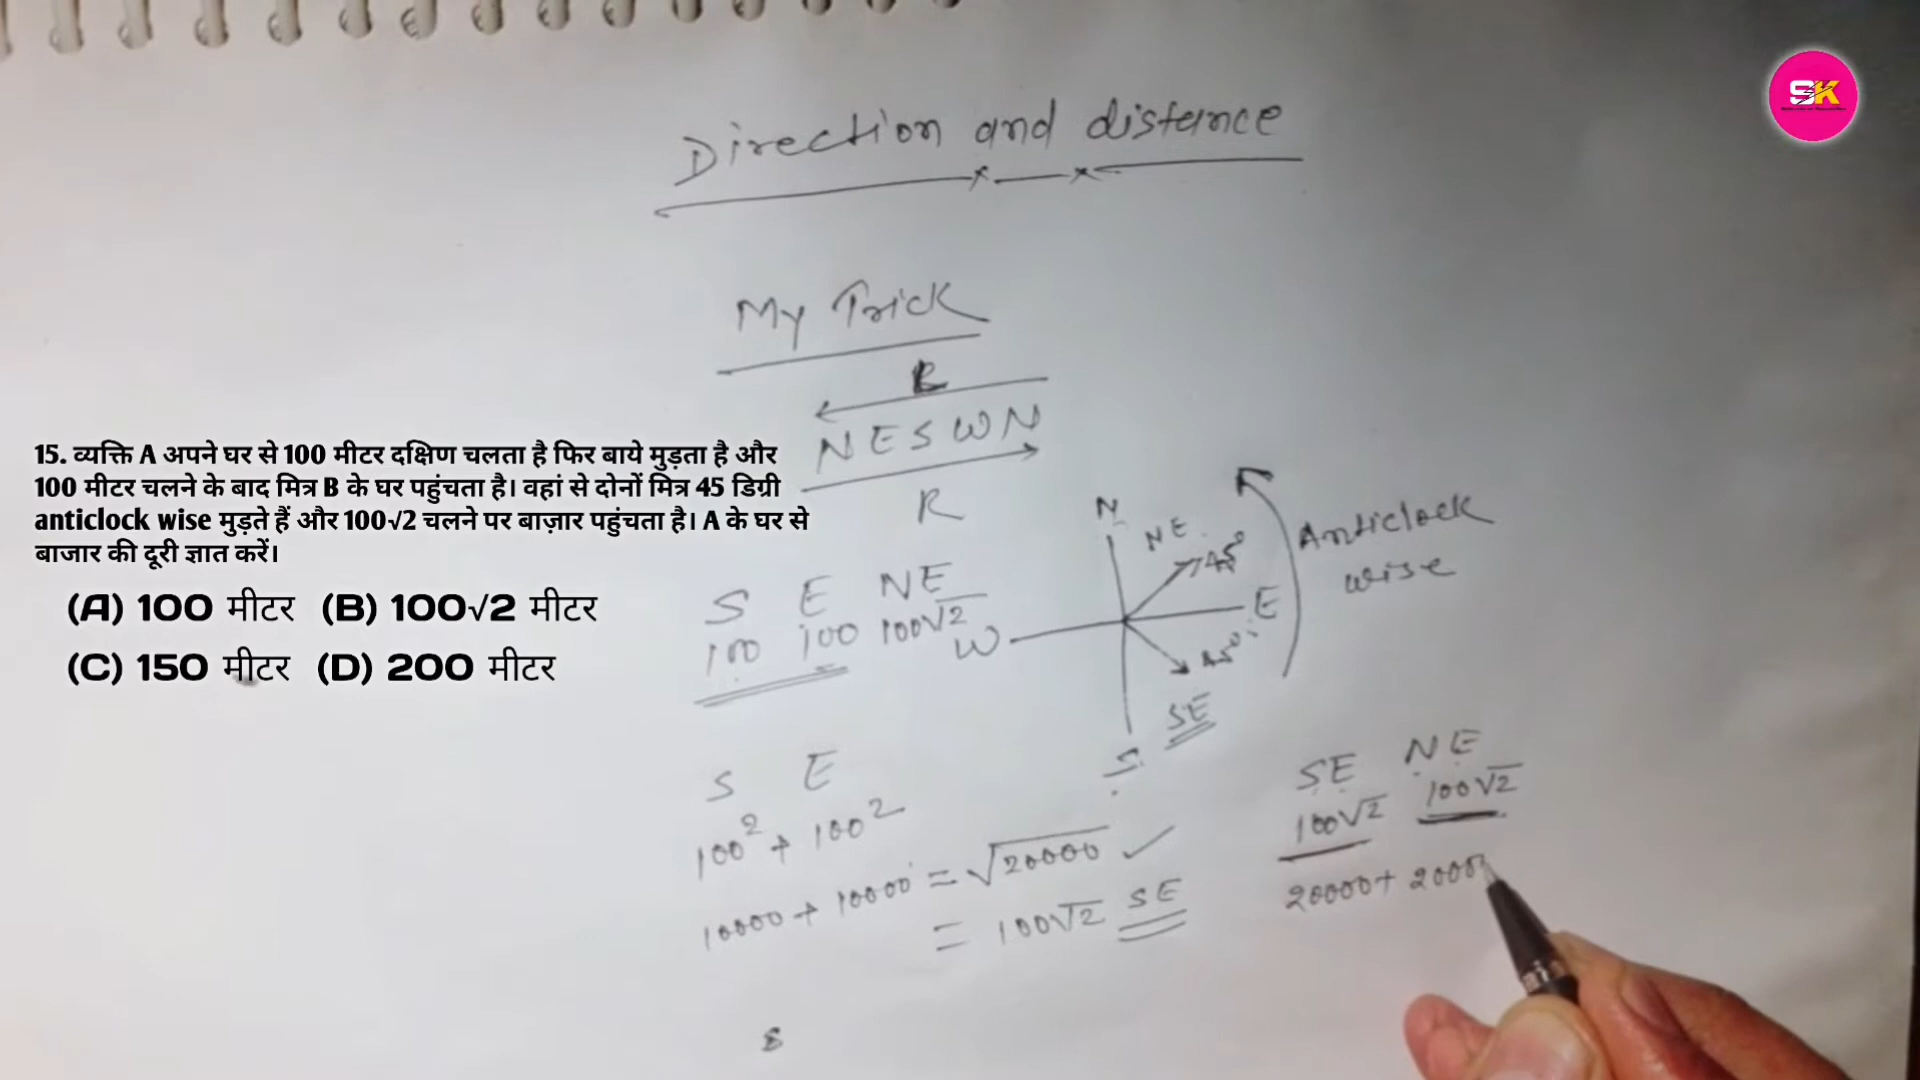 SK
Direction and distance
My Trick
L
N E S W N
R
15. व्यक्ति A अपने घर से 100 मीटर दक्षिण चलता है फिर बाये मुड़ता है और
100 मीटर चलने के बाद मित्र B के घर पहुंचता है। वहां से दोनों मित्र 45 डिग्री
anticlock wise मुड़ते हैं और 100√2 चलने पर बाज़ार पहुंचता है। A के घर से
बाजार की दूरी ज्ञात करें।
(A) 100 मीटर (B) 100√2 मीटर
(C) 150 मीटर (D) 200 मीटर
S E NE
100 100 100√2
N
NE 45°
W E
45°
SE
S
Anticlock
wise
S E
100² + 100²
10000 + 10000 = √20000 ✓
= 100√2 SE
SE NE
100√2 100√2
20000 + 2000